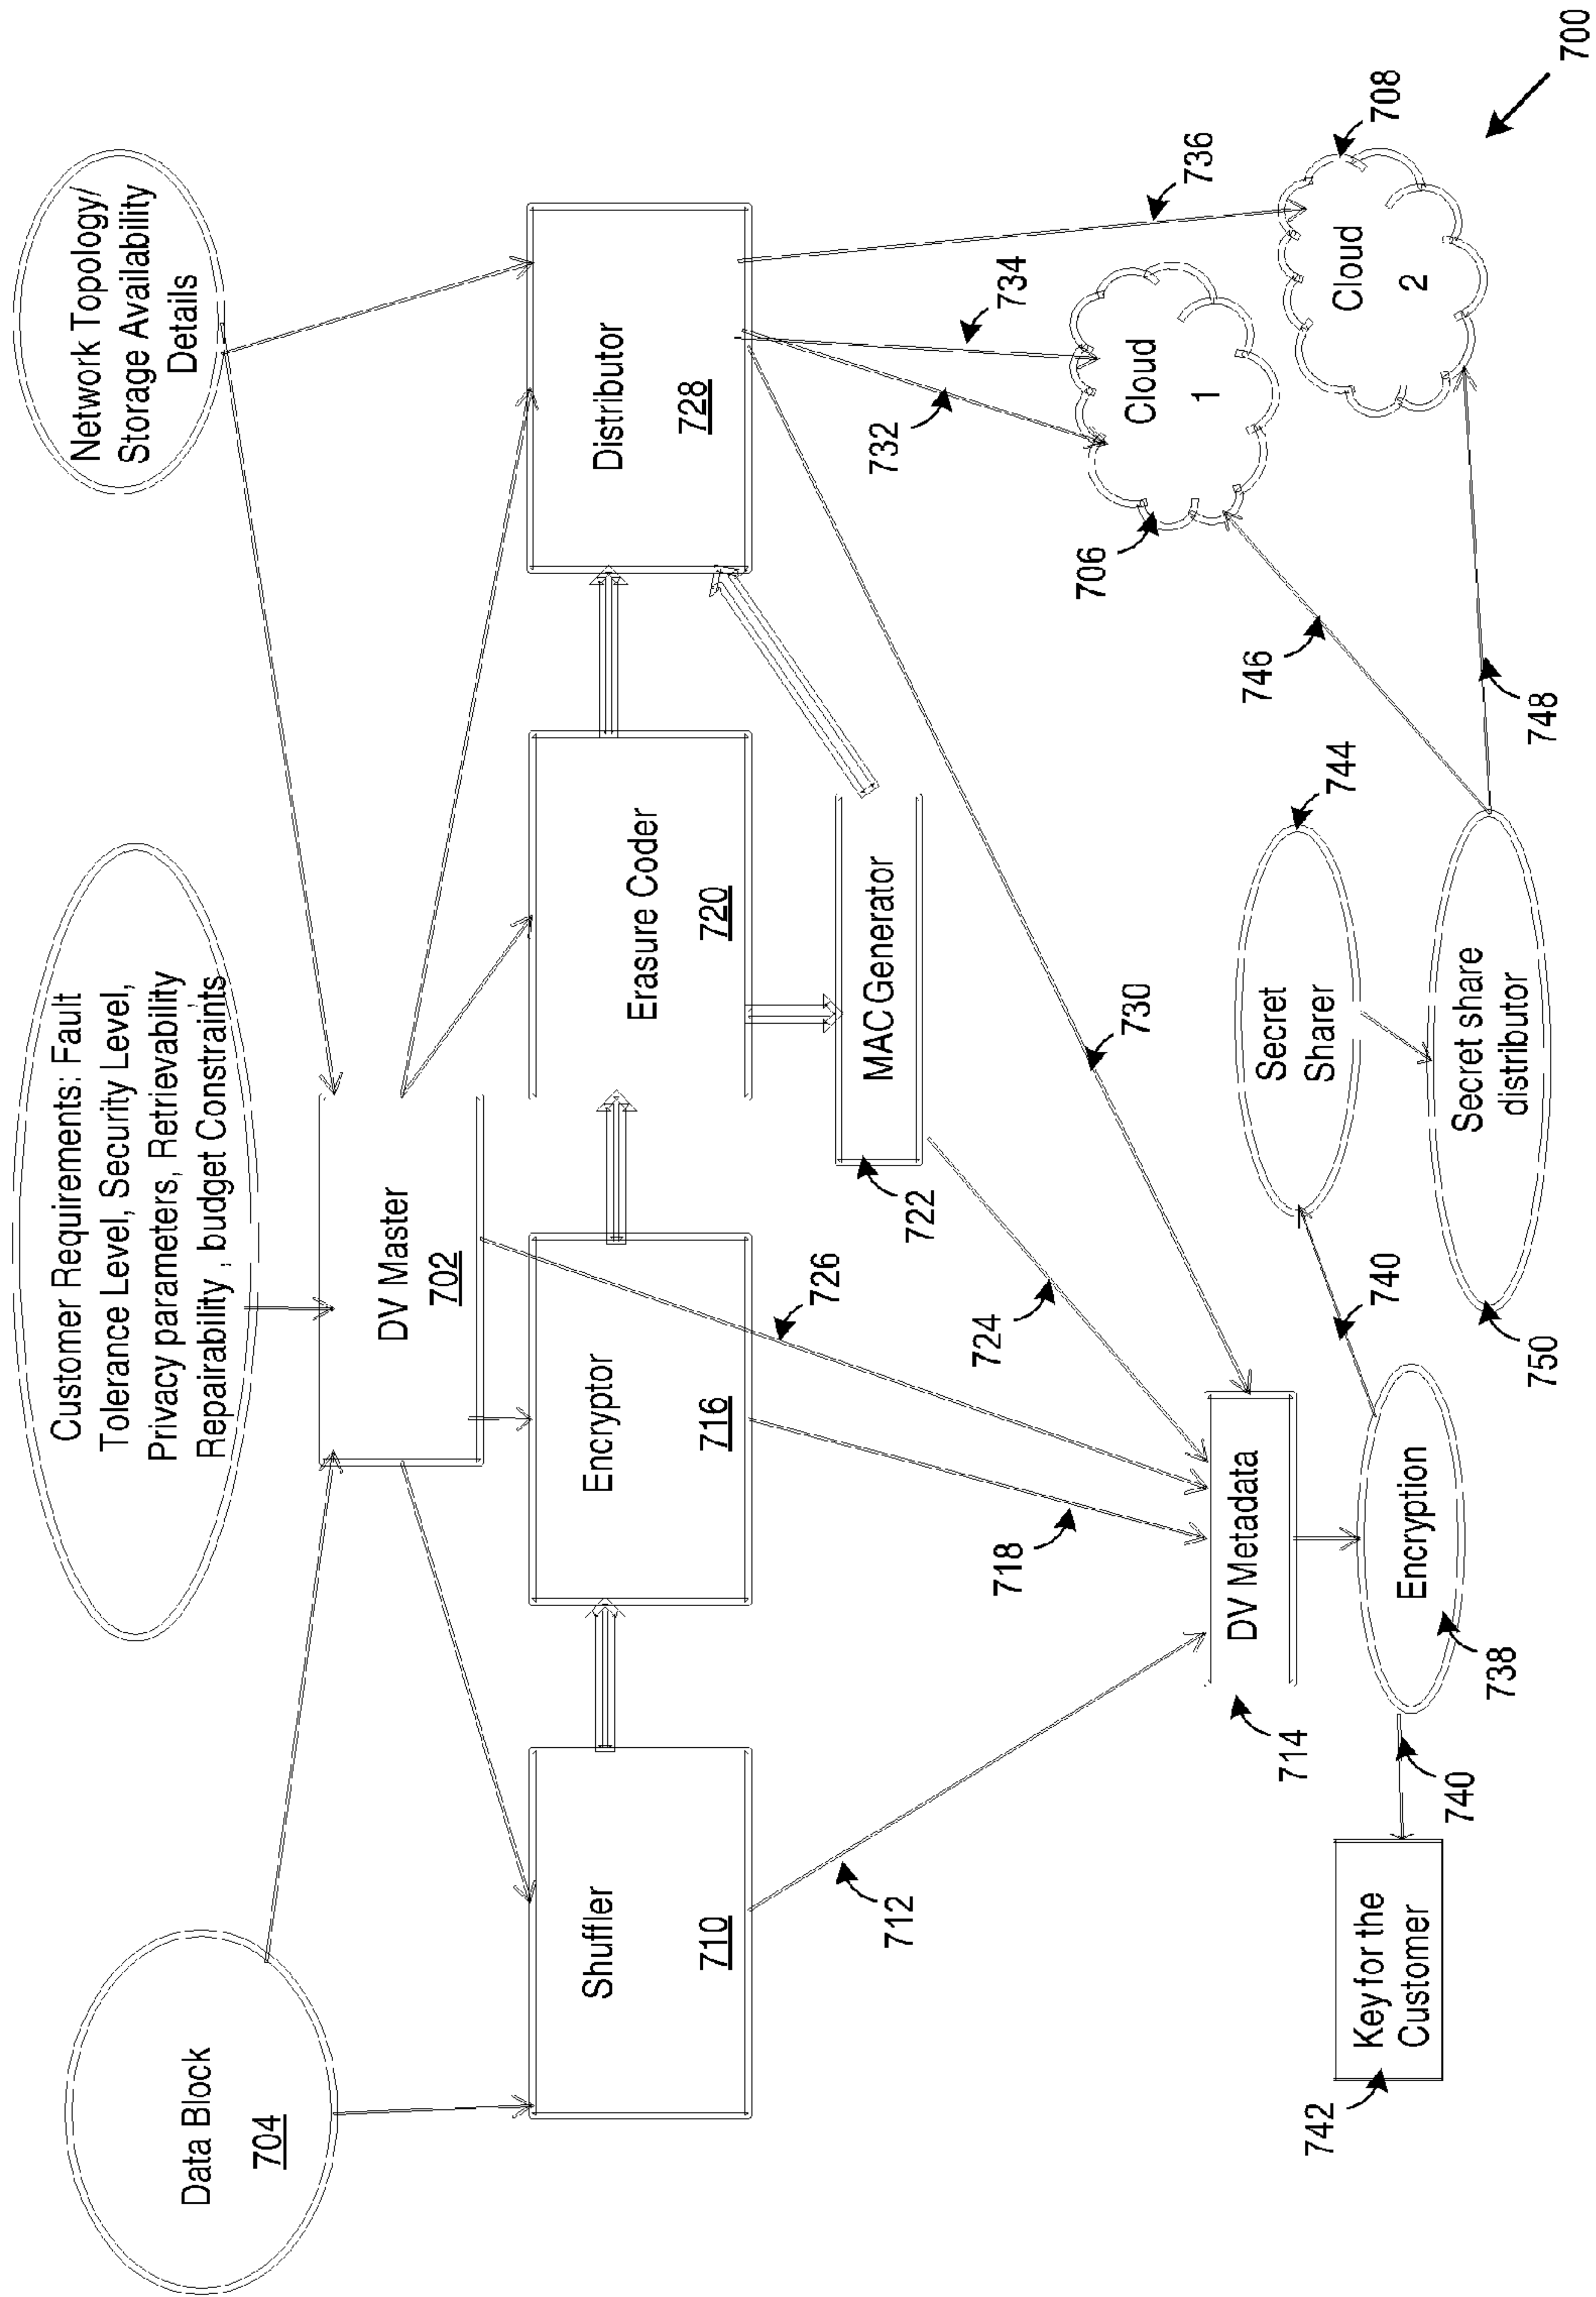 Data Block
704
Customer Requirements: Fault
Tolerance Level, Security Level,
Privacy parameters, Retrievability
Repairability , budget Constraints
Network Topology/
Storage Availability
Details
DV Master
702
Shuffler
710
Encryptor
716
Erasure Coder
720
Distributor
728
MAC Generator
722
712
718
726
724
730
732
734
736
Cloud
1
706
Cloud
2
708
DV Metadata
714
Encryption
738
740
740
Key for the
Customer
742
Secret
Sharer
744
Secret share
distributor
750
746
748
700